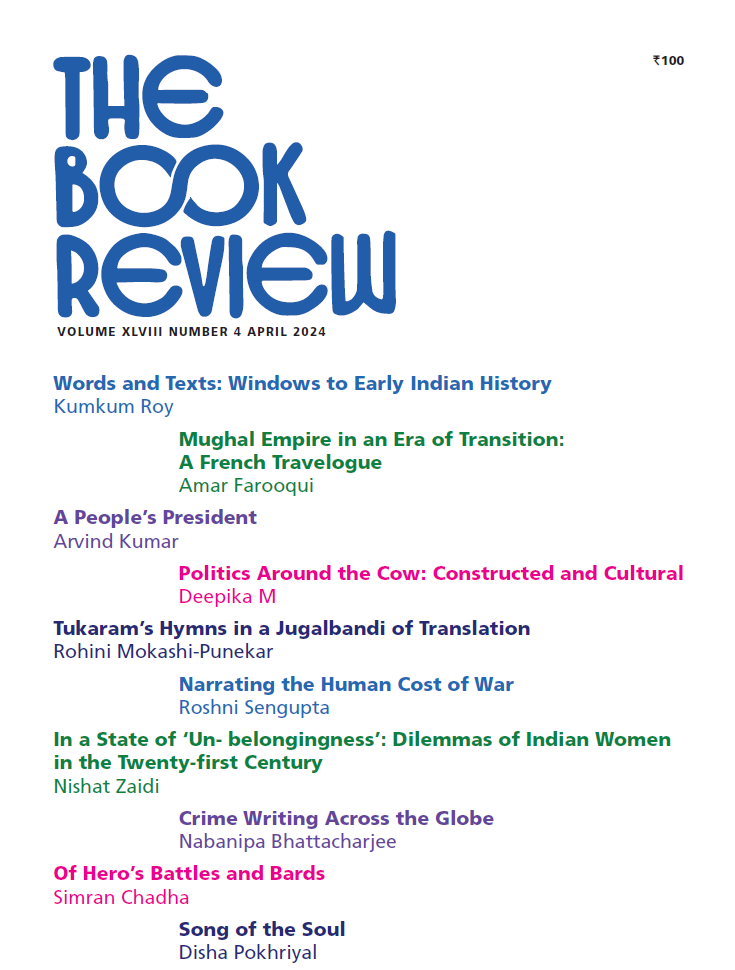 ₹100
THE
BOOK
REVIEW
VOLUME XLVIII NUMBER 4 APRIL 2024
Words and Texts: Windows to Early Indian History
Kumkum Roy
Mughal Empire in an Era of Transition:
A French Travelogue
Amar Farooqui
A People’s President
Arvind Kumar
Politics Around the Cow: Constructed and Cultural
Deepika M
Tukaram’s Hymns in a Jugalbandi of Translation
Rohini Mokashi-Punekar
Narrating the Human Cost of War
Roshni Sengupta
In a State of ‘Un- belongingness’: Dilemmas of Indian Women
in the Twenty-first Century
Nishat Zaidi
Crime Writing Across the Globe
Nabanipa Bhattacharjee
Of Hero’s Battles and Bards
Simran Chadha
Song of the Soul
Disha Pokhriyal